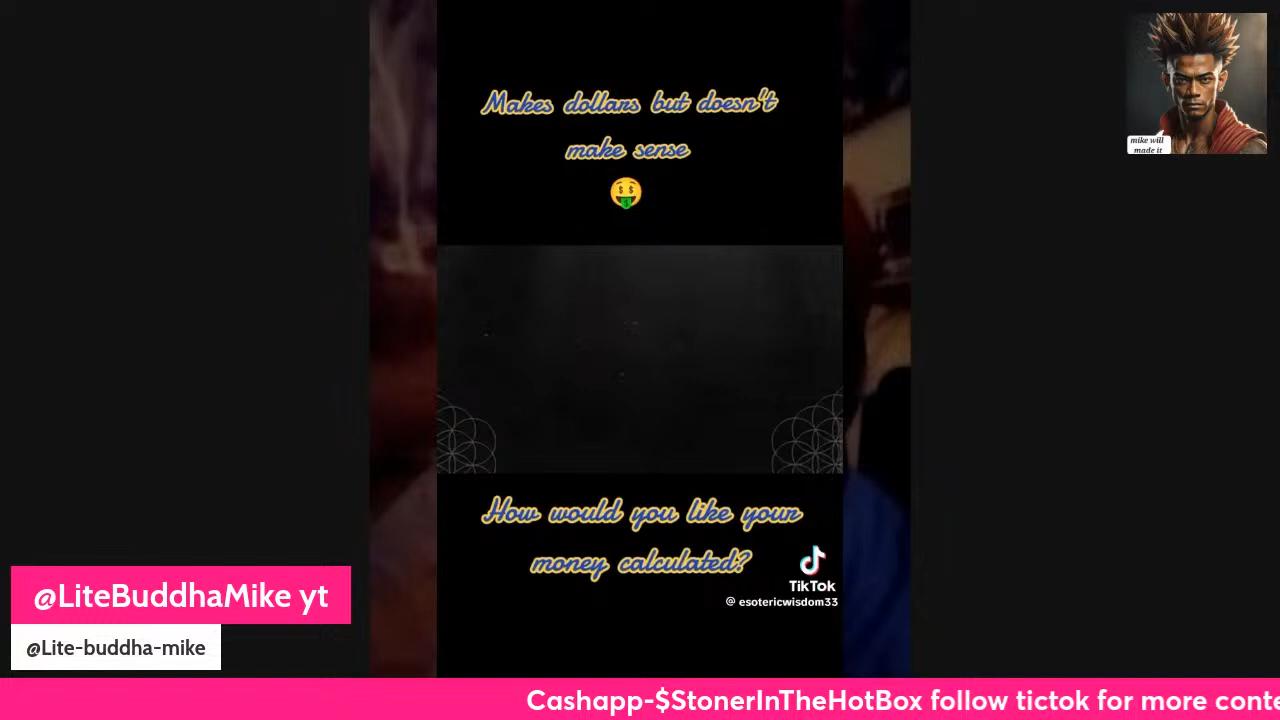 Makes dollars but doesn't
make sense
mike will
made it
How would you like your
money calculated?
TikTok
@ esotericwisdom33
@LiteBuddhaMike yt
@Lite-buddha-mike
Cashapp-$StonerInTheHotBox follow tictok for more conte